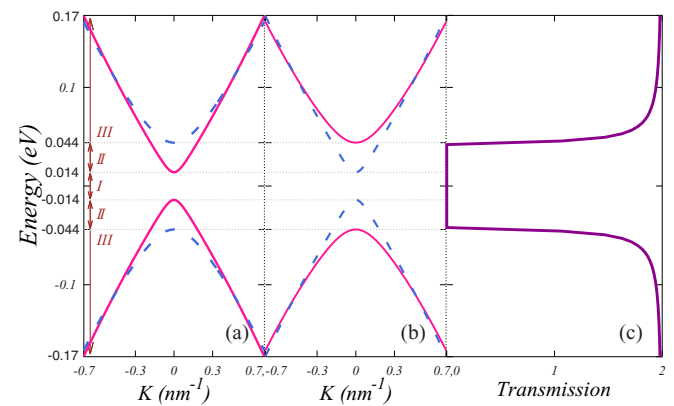 0.17
0.1
0.044
0.014
-0.014
-0.044
-0.1
-0.17
Energy (eV)
III
II
I
II
III
(a)
(b)
(c)
-0.7 -0.3 0 0.3 0.7,-0.7 -0.3 0 0.3 0.7,0 1 2
K (nm⁻¹) K (nm⁻¹) Transmission